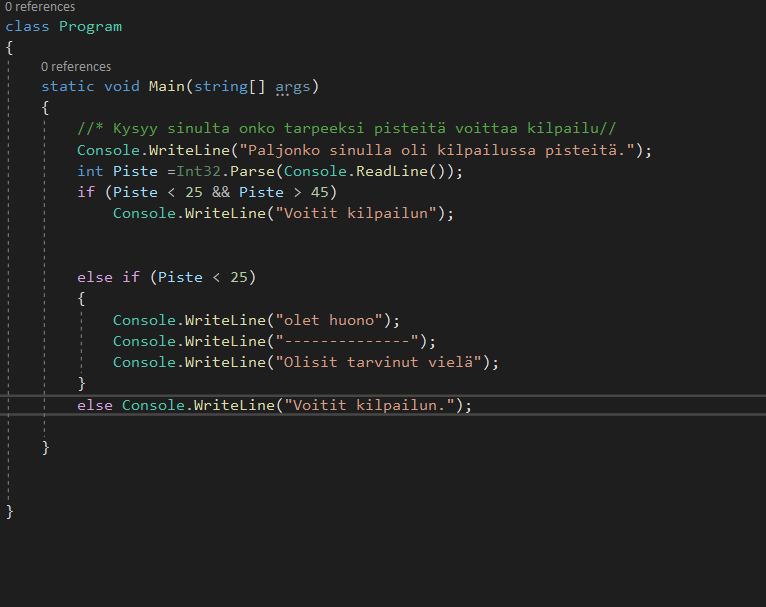 0 references
class Program
{
0 references
static void Main(string[] args)
{
//* Kysyy sinulta onko tarpeeksi pisteitä voittaa kilpailu//
Console.WriteLine("Paljonko sinulla oli kilpailussa pisteitä.");
int Piste =Int32.Parse(Console.ReadLine());
if (Piste < 25 && Piste > 45)
Console.WriteLine("Voitit kilpailun");
else if (Piste < 25)
{
Console.WriteLine("olet huono");
Console.WriteLine("--------------");
Console.WriteLine("Olisit tarvinut vielä");
}
else Console.WriteLine("Voitit kilpailun.");
}
}